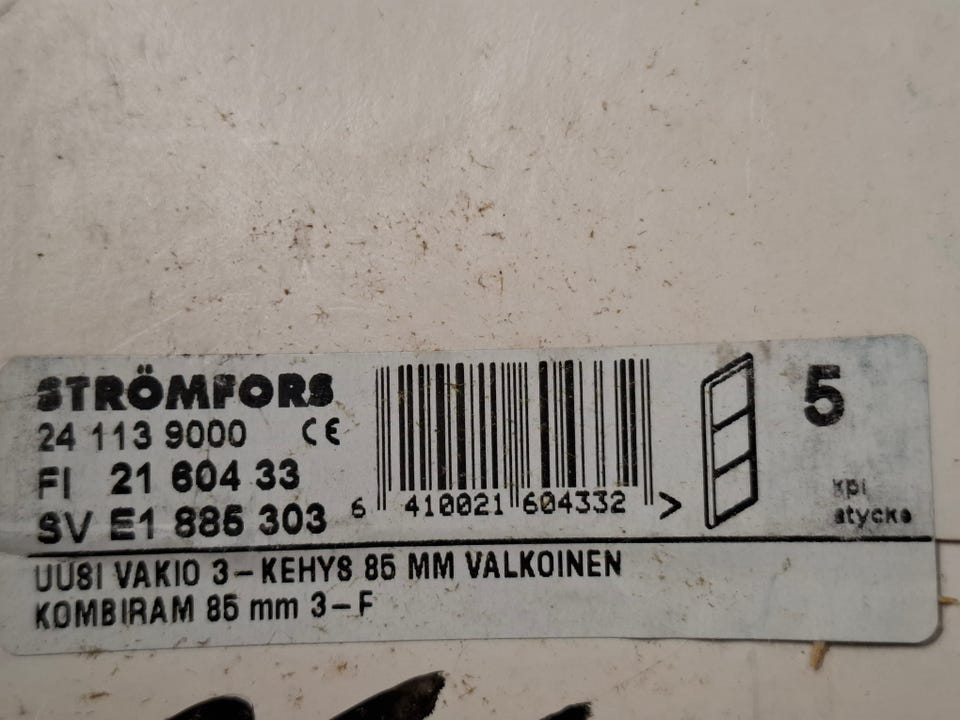 STRÖMFORS
24 113 9000 CE
FI 21 604 33
SV E1 885 303
6 410021 604332 >
5
kpl
stycke
UUSI VAKIO 3-KEHYS 85 MM VALKOINEN
KOMBIRAM 85 mm 3-F